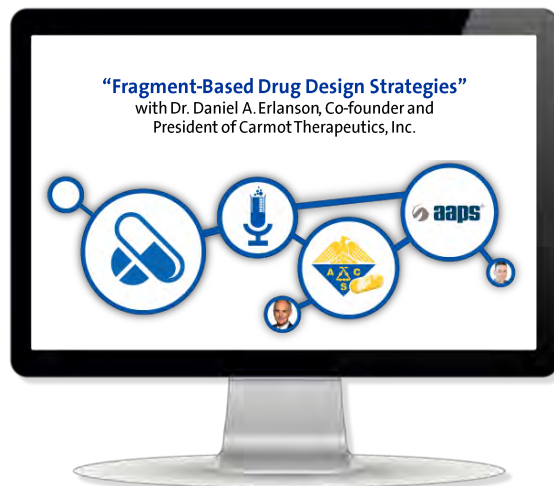 “Fragment-Based Drug Design Strategies”
with Dr. Daniel A. Erlanson, Co-founder and
President of Carmot Therapeutics, Inc.
aaps
A C
S